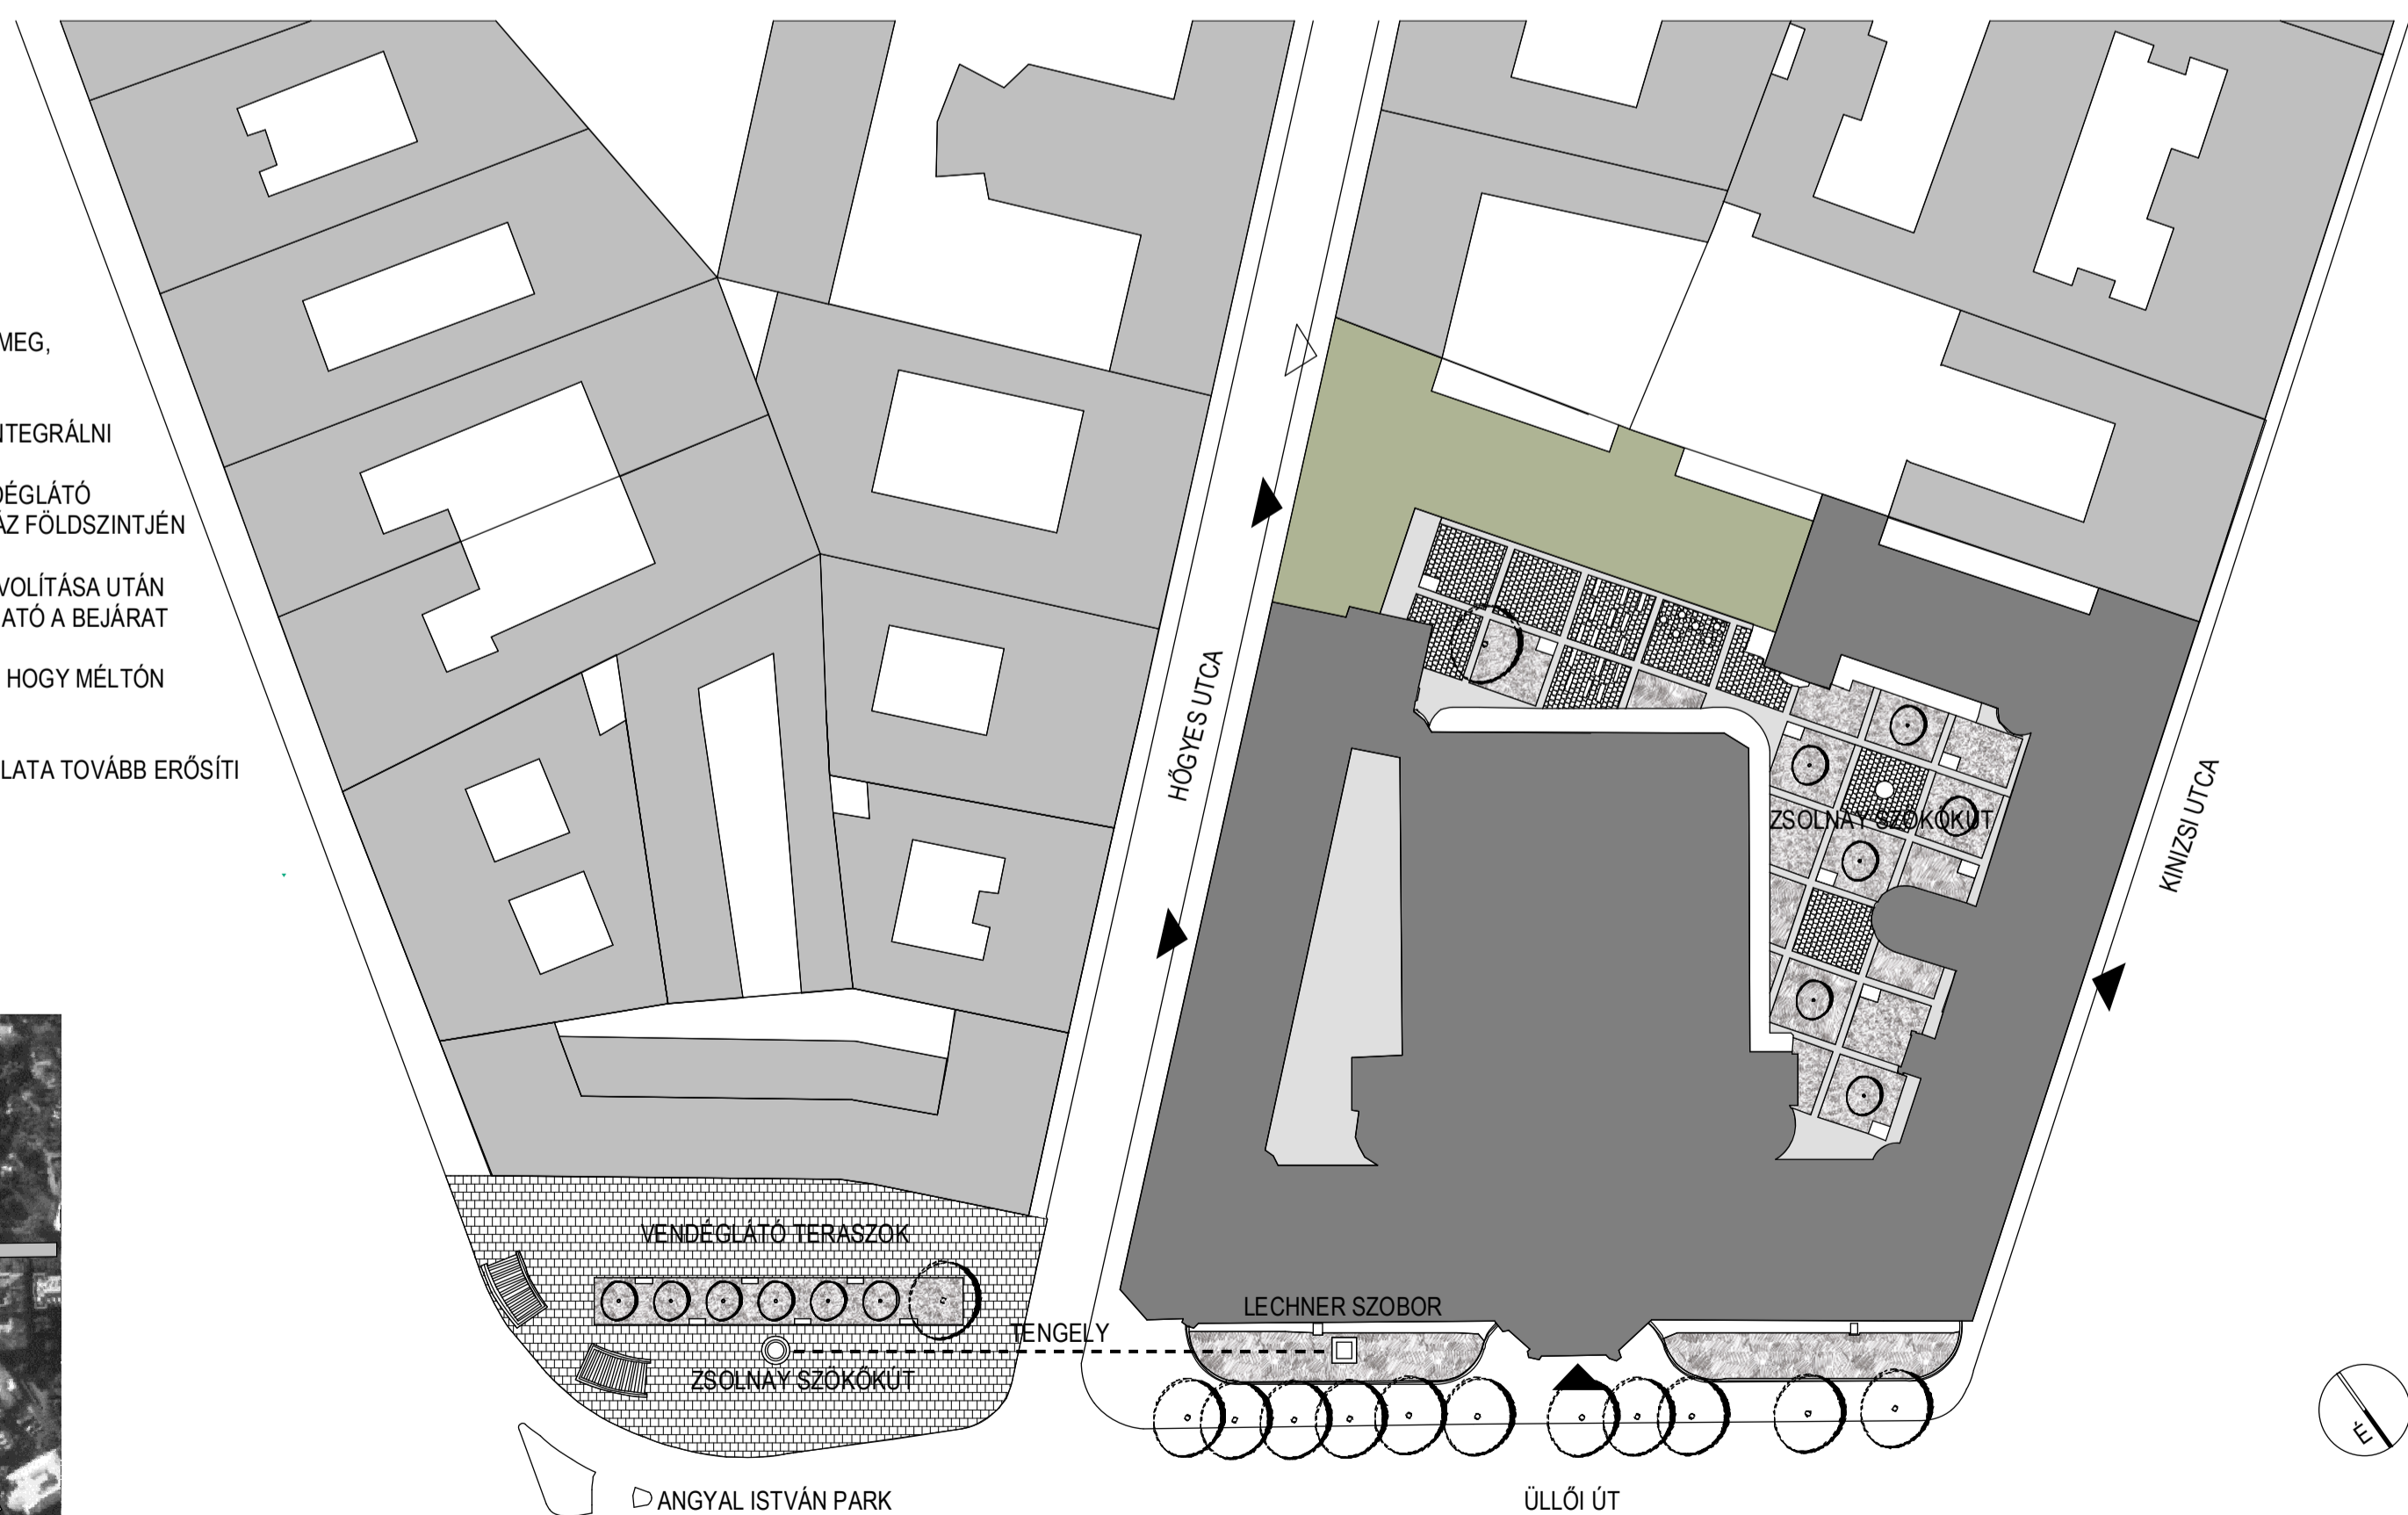 MEG,
NTEGRÁLNI
DÉGLÁTÓ
ÁZ FÖLDSZINTJÉN
VOLÍTÁSA UTÁN
ATÓ A BEJÁRAT
HOGY MÉLTÓN
LATA TOVÁBB ERŐSÍTI
HŐGYES UTCA
ZSOLNAY SZÖKŐKÚT
KINIZSI UTCA
VENDÉGLÁTÓ TERASZOK
LECHNER SZOBOR
TENGELY
ZSOLNAY SZÖKŐKÚT
É
ANGYAL ISTVÁN PARK
ÜLLŐI ÚT